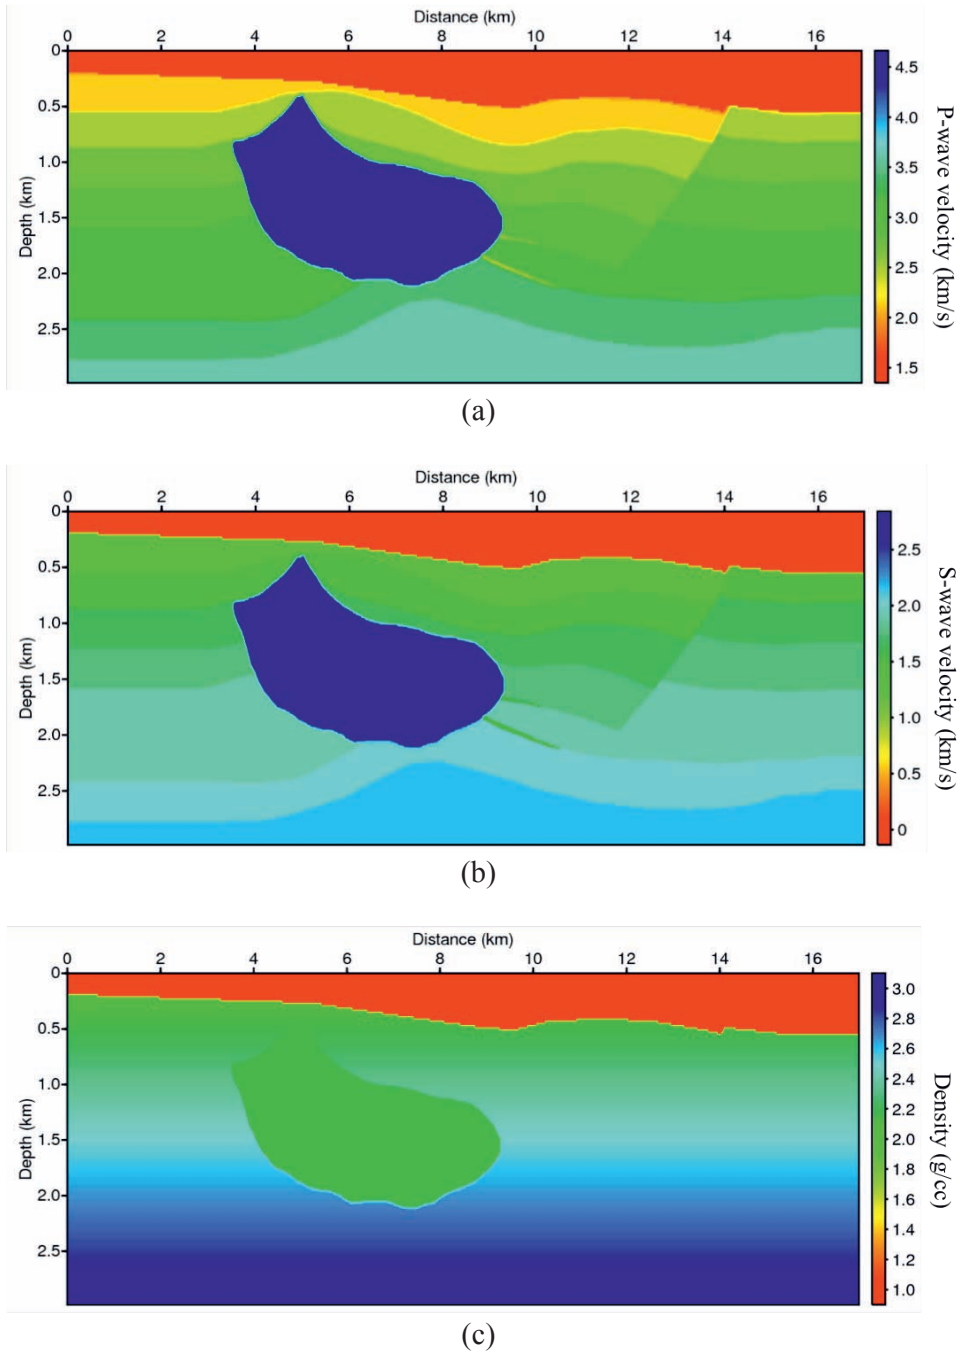 Distance (km)
0 2 4 6 8 10 12 14 16
0
0.5
1.0
1.5
2.0
2.5
Depth (km)
4.5
4.0
3.5
3.0
2.5
2.0
1.5
P-wave velocity (km/s)
(a)
Distance (km)
0 2 4 6 8 10 12 14 16
0
0.5
1.0
1.5
2.0
2.5
Depth (km)
2.5
2.0
1.5
1.0
0.5
0
S-wave velocity (km/s)
(b)
Distance (km)
0 2 4 6 8 10 12 14 16
0
0.5
1.0
1.5
2.0
2.5
Depth (km)
3.0
2.8
2.6
2.4
2.2
2.0
1.8
1.6
1.4
1.2
1.0
Density (g/cc)
(c)